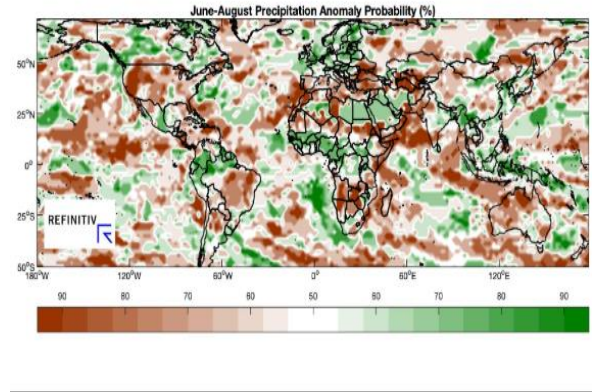 June-August Precipitation Anomaly Probability (%)
50°N
25°N
0°
25°S
50°S
REFINITIV
180°W 120°W 60°W 0° 60°E 120°E
90 80 70 60 50 60 70 80 90